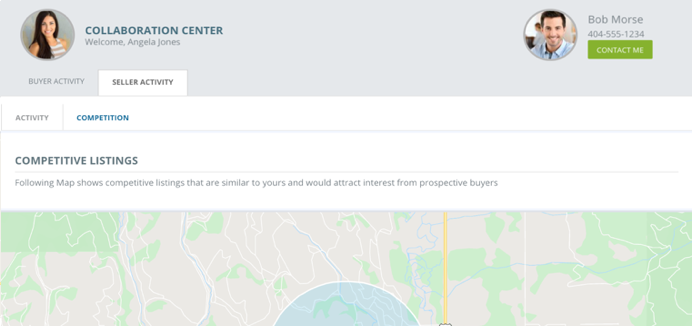 COLLABORATION CENTER
Welcome, Angela Jones
Bob Morse
404-555-1234
CONTACT ME
BUYER ACTIVITY
SELLER ACTIVITY
ACTIVITY
COMPETITION
COMPETITIVE LISTINGS
Following Map shows competitive listings that are similar to yours and would attract interest from prospective buyers